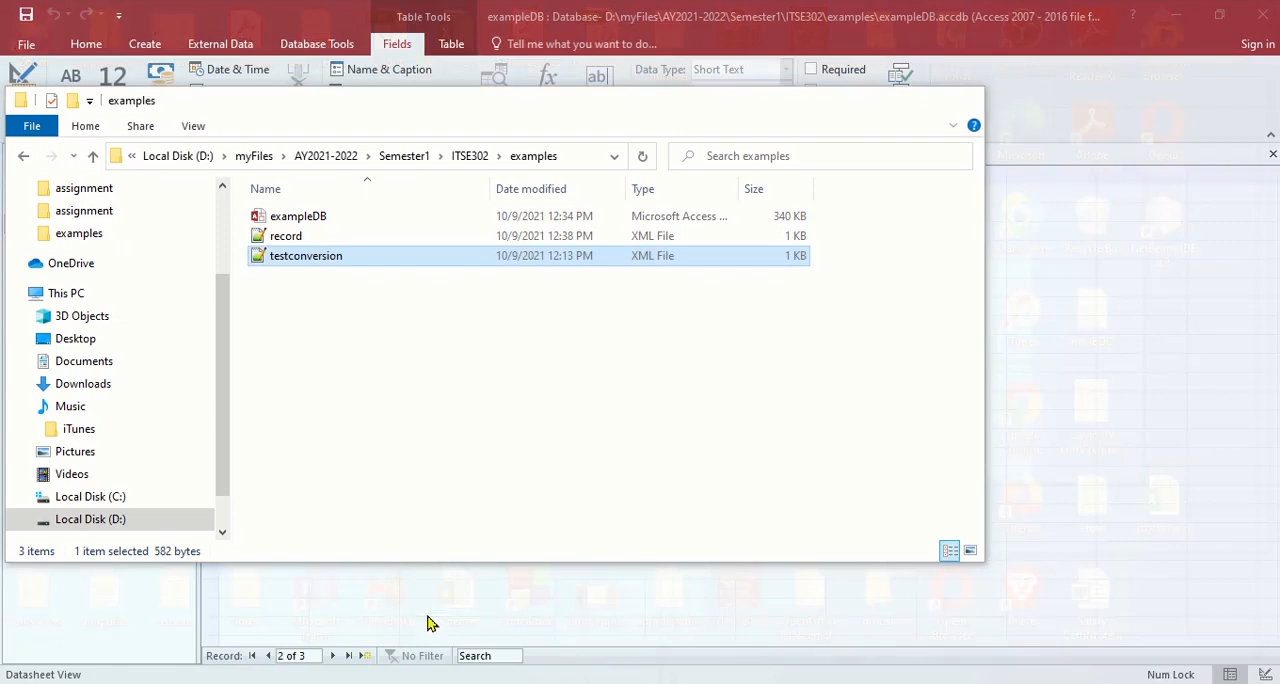 Table Tools
exampleDB : Database- D:\myFiles\AY2021-2022\Semester1\ITSE302\examples\exampleDB.accdb (Access 2007 - 2016 file f...
File Home Create External Data Database Tools Fields Table Tell me what you want to do... Sign in
AB 12 Date & Time Name & Caption fx ab Data Type: Short Text Required
examples
File Home Share View
« Local Disk (D:) › myFiles › AY2021-2022 › Semester1 › ITSE302 › examples Search examples
Name Date modified Type Size
assignment
assignment
examples
OneDrive
This PC
3D Objects
Desktop
Documents
Downloads
Music
iTunes
Pictures
Videos
Local Disk (C:)
Local Disk (D:)
exampleDB 10/9/2021 12:34 PM Microsoft Access ... 340 KB
record 10/9/2021 12:38 PM XML File 1 KB
testconversion 10/9/2021 12:13 PM XML File 1 KB
3 items 1 item selected 582 bytes
Record: 2 of 3 No Filter Search
Datasheet View Num Lock